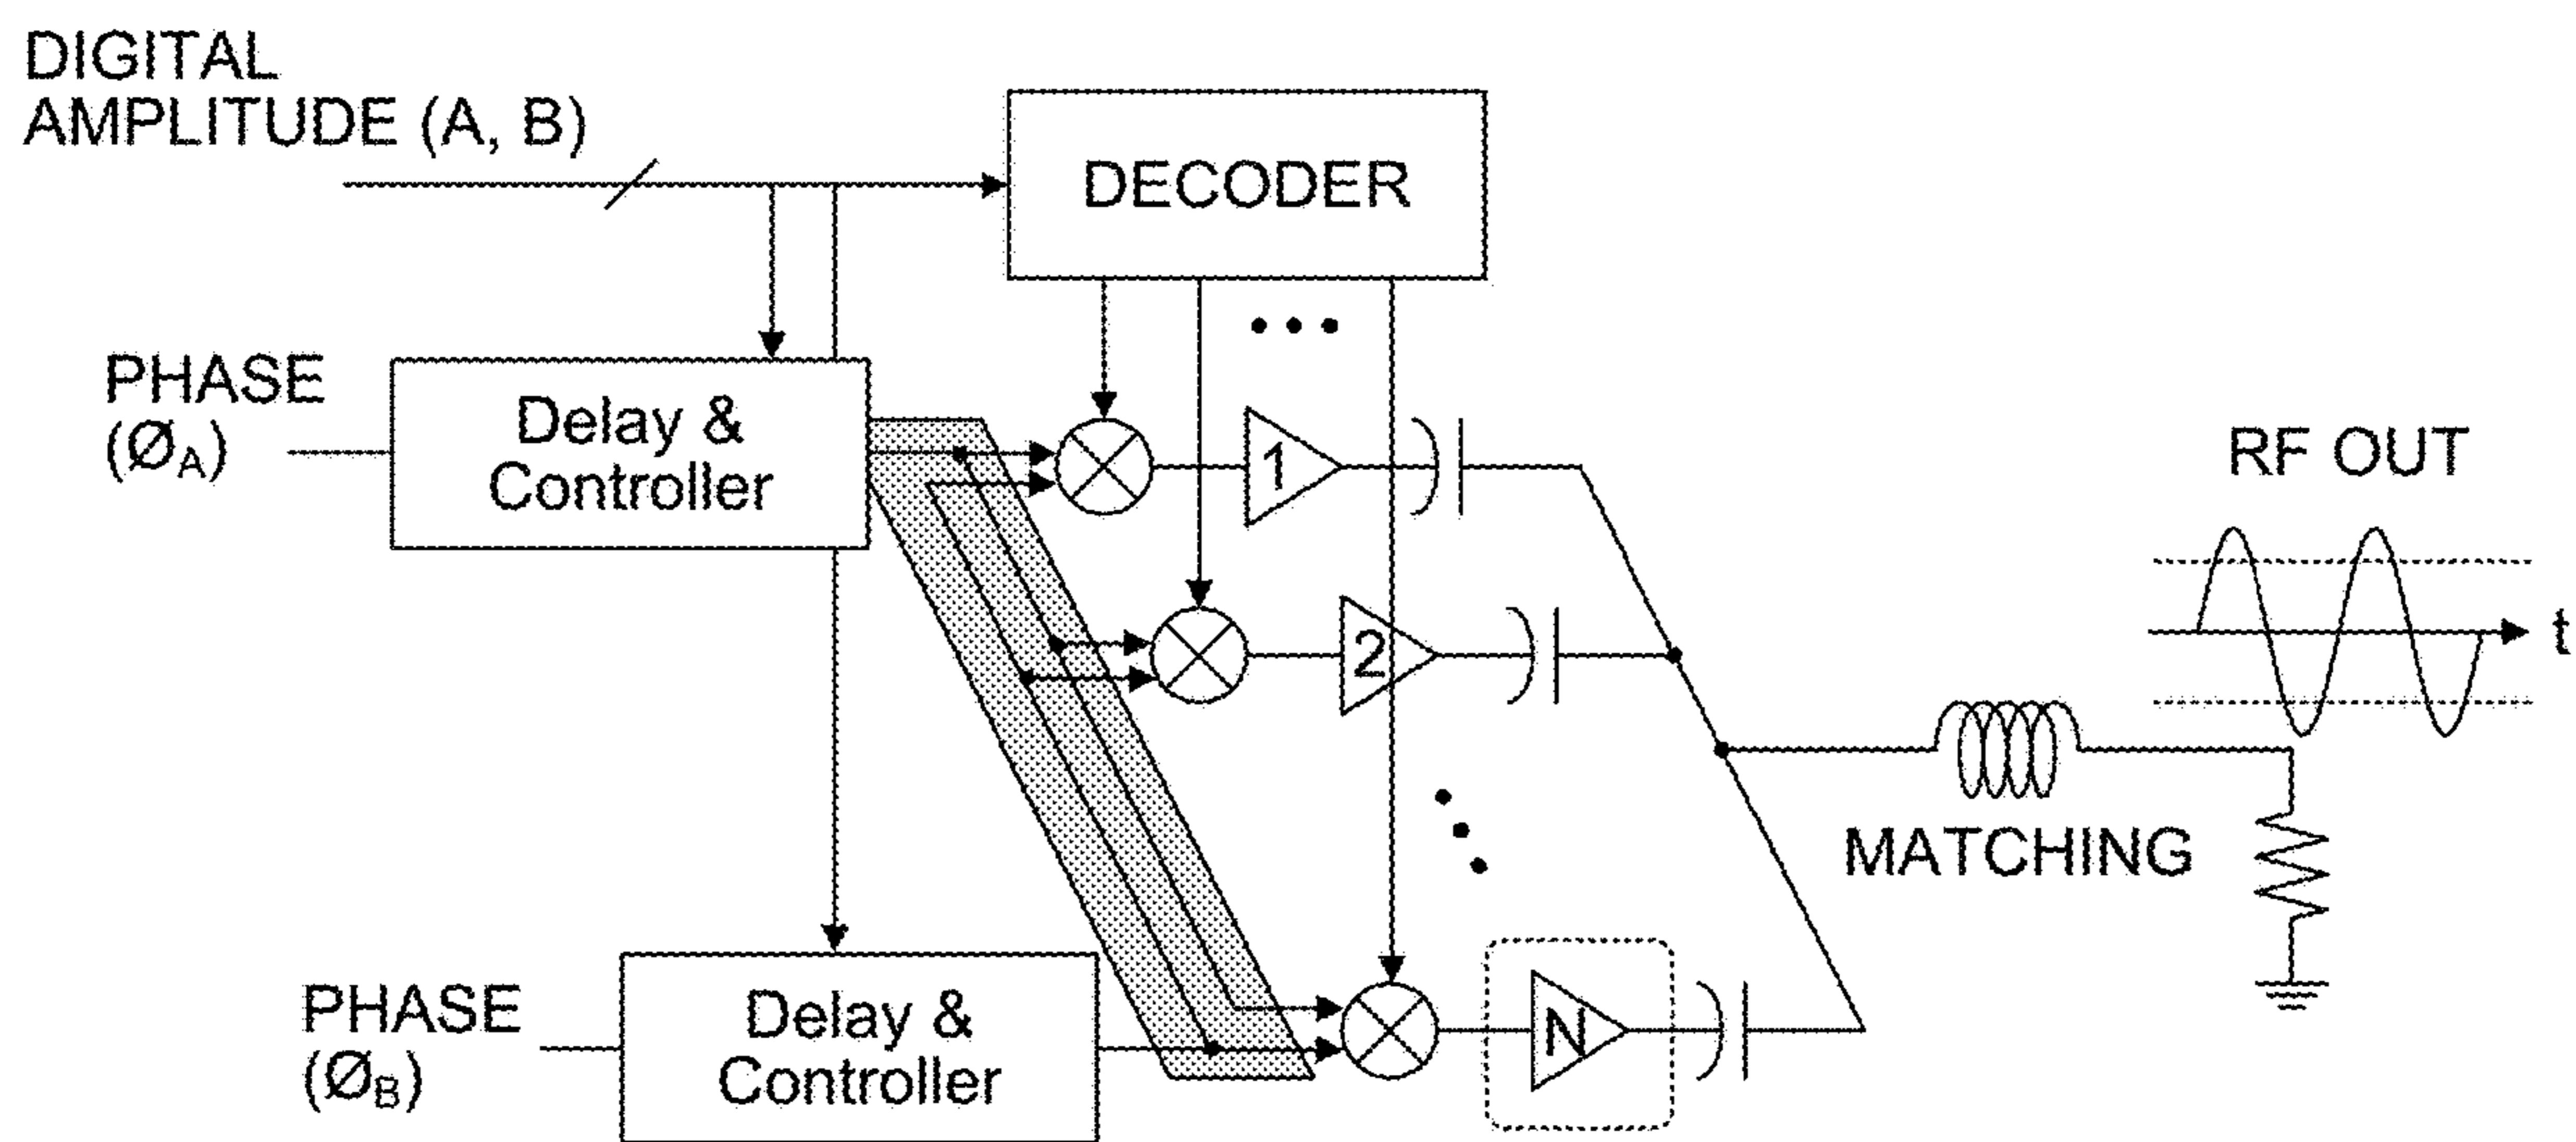 DIGITAL
AMPLITUDE (A, B)
DECODER
PHASE
(ØA)
Delay &
Controller
1
RF OUT
2
t
MATCHING
PHASE
(ØB)
Delay &
Controller
N